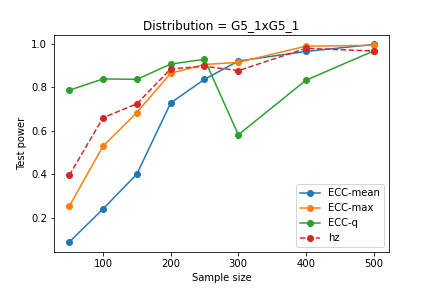 Distribution = G5_1xG5_1
1.0
0.8
0.6
0.4
0.2
Test power
100
200
300
400
500
Sample size
ECC-mean
ECC-max
ECC-q
hz